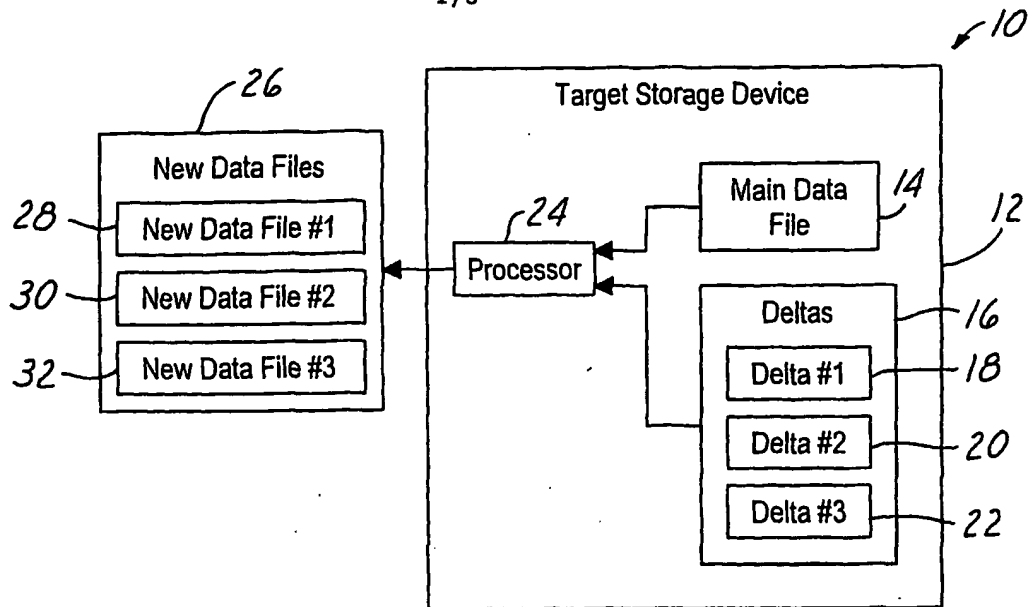 10
26
Target Storage Device
New Data Files
28
New Data File #1
30
New Data File #2
32
New Data File #3
24
Processor
Main Data
File
14
12
Deltas
16
Delta #1
18
Delta #2
20
Delta #3
22